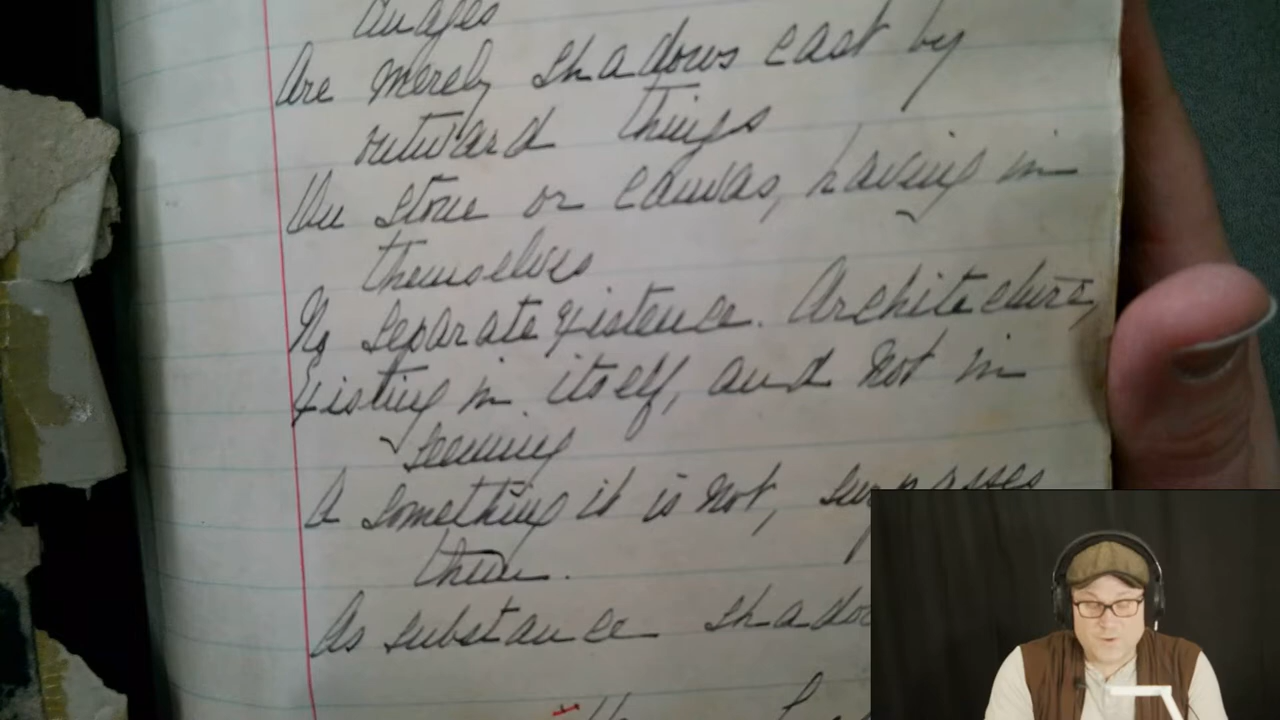 Images
Are merely shadows cast by
outward things
On stone or canvas, having in
themselves
No separate existence. Architecture,
Existing in itself, and not in
seeming
A something it is not, surpasses
them.
As substance shadow